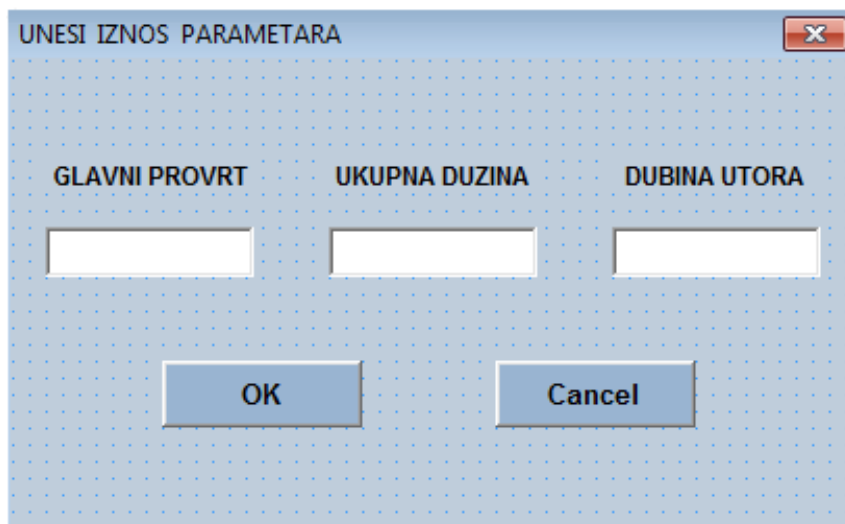 UNESI IZNOS PARAMETARA
GLAVNI PROVRT UKUPNA DUZINA DUBINA UTORA
OK Cancel